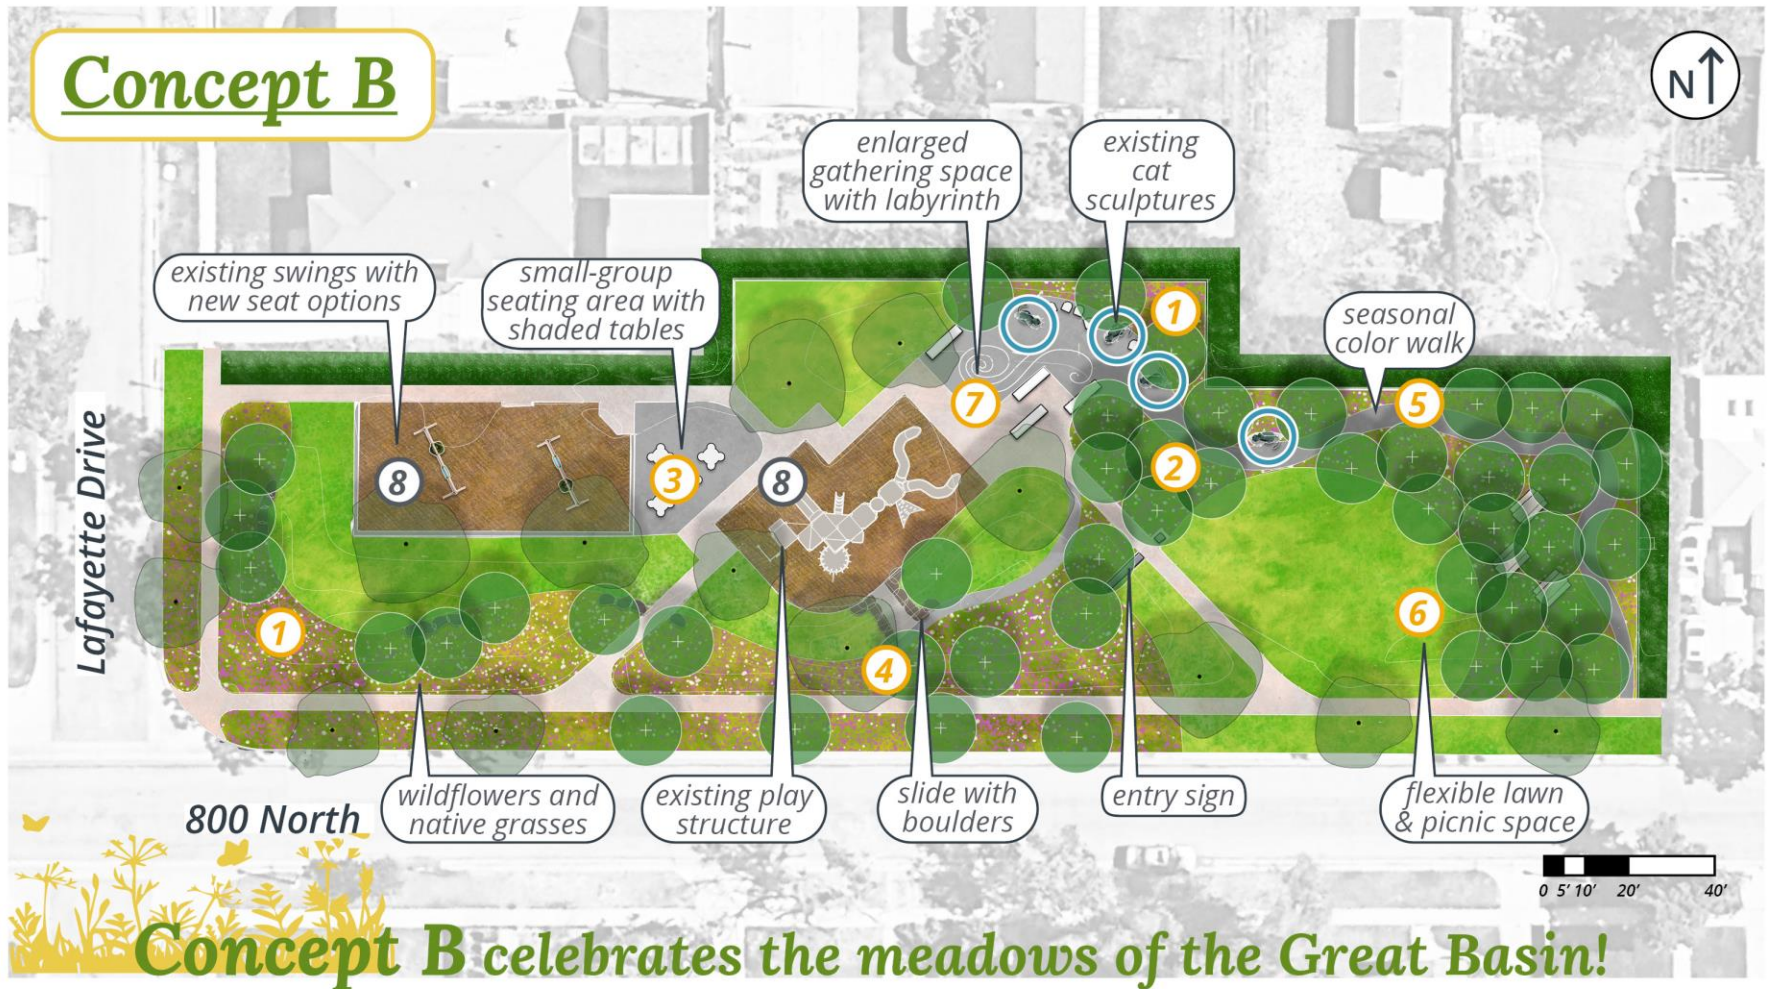 Concept B
N
enlarged
gathering space
with labyrinth
existing
cat
sculptures
existing swings with
new seat options
small-group
seating area with
shaded tables
seasonal
color walk
1
7
5
8
3
8
2
1
4
6
Lafayette Drive
800 North
wildflowers and
native grasses
existing play
structure
slide with
boulders
entry sign
flexible lawn
& picnic space
0 5' 10' 20' 40'
Concept B celebrates the meadows of the Great Basin!